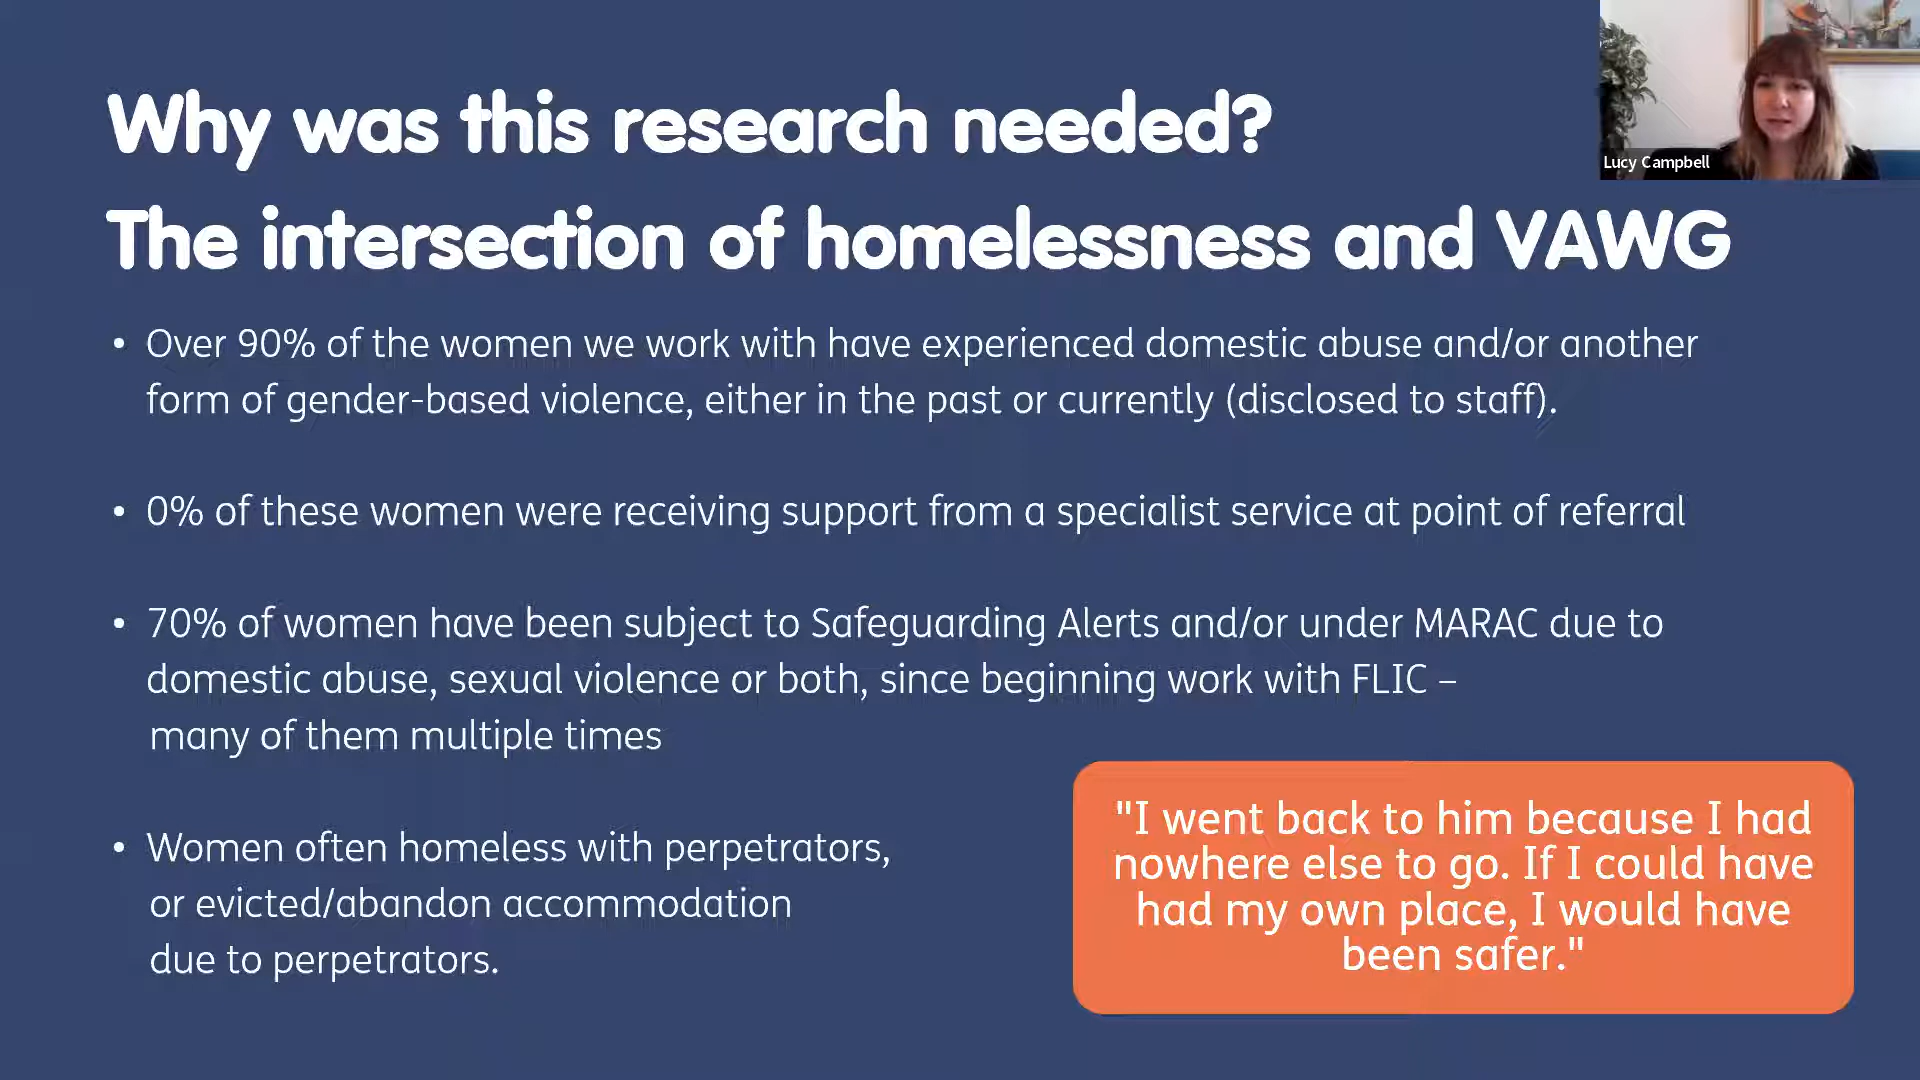 Why was this research needed?
The intersection of homelessness and VAWG
Lucy Campbell
• Over 90% of the women we work with have experienced domestic abuse and/or another
form of gender-based violence, either in the past or currently (disclosed to staff).
• 0% of these women were receiving support from a specialist service at point of referral
• 70% of women have been subject to Safeguarding Alerts and/or under MARAC due to
domestic abuse, sexual violence or both, since beginning work with FLIC –
many of them multiple times
• Women often homeless with perpetrators,
or evicted/abandon accommodation
due to perpetrators.
"I went back to him because I had
nowhere else to go. If I could have
had my own place, I would have
been safer."